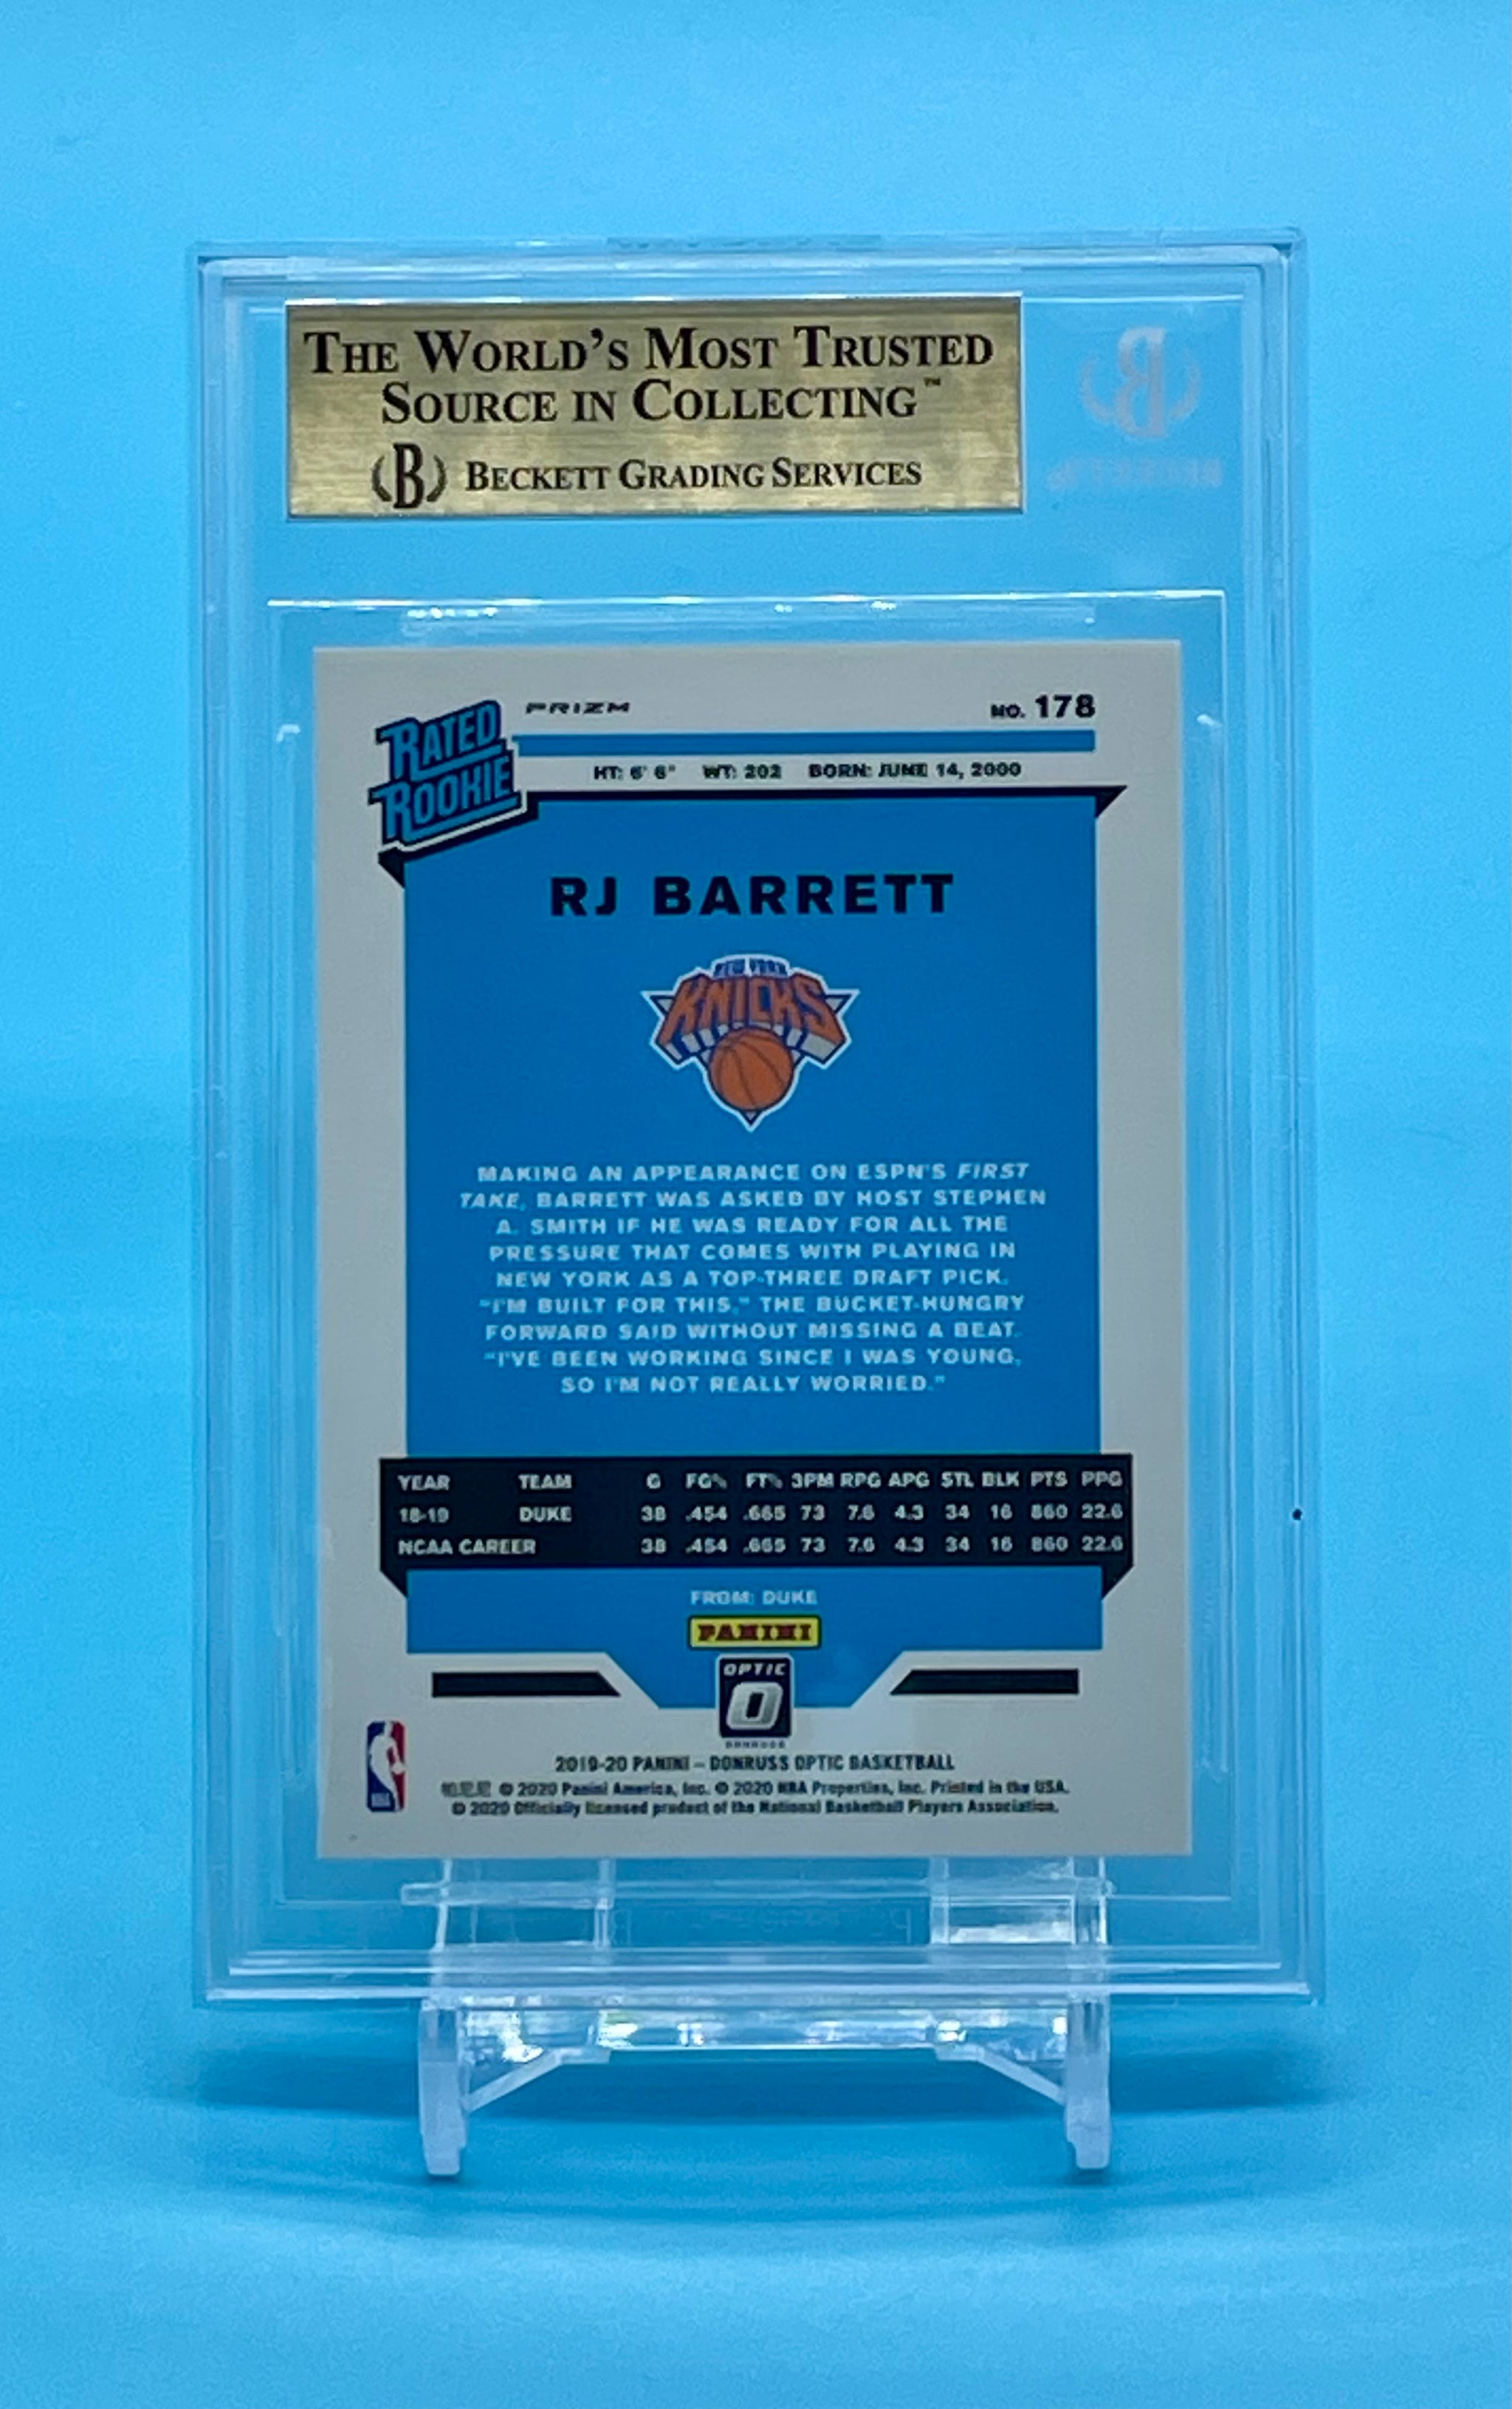 THE WORLD'S MOST TRUSTED
SOURCE IN COLLECTING™
B BECKETT GRADING SERVICES
B
RATED
ROOKIE
PRIZM
NO. 178
HT: 6' 6" WT: 202 BORN: JUNE 14, 2000
RJ BARRETT
NEW YORK
KNICKS
MAKING AN APPEARANCE ON ESPN'S FIRST
TAKE, BARRETT WAS ASKED BY HOST STEPHEN
A. SMITH IF HE WAS READY FOR ALL THE
PRESSURE THAT COMES WITH PLAYING IN
NEW YORK AS A TOP-THREE DRAFT PICK.
"I'M BUILT FOR THIS," THE BUCKET-HUNGRY
FORWARD SAID WITHOUT MISSING A BEAT.
"I'VE BEEN WORKING SINCE I WAS YOUNG,
SO I'M NOT REALLY WORRIED."
YEAR TEAM G FG% FT% 3PM RPG APG STL BLK PTS PPG
18-19 DUKE 38 .454 .665 73 7.6 4.3 34 16 860 22.6
NCAA CAREER 38 .454 .665 73 7.6 4.3 34 16 860 22.6
FROM: DUKE
PANINI
OPTIC
O
DONRUSS
NBA
2019-20 PANINI – DONRUSS OPTIC BASKETBALL
帕尼尼 © 2020 Panini America, Inc. © 2020 NBA Properties, Inc. Printed in the USA.
© 2020 Officially licensed product of the National Basketball Players Association.